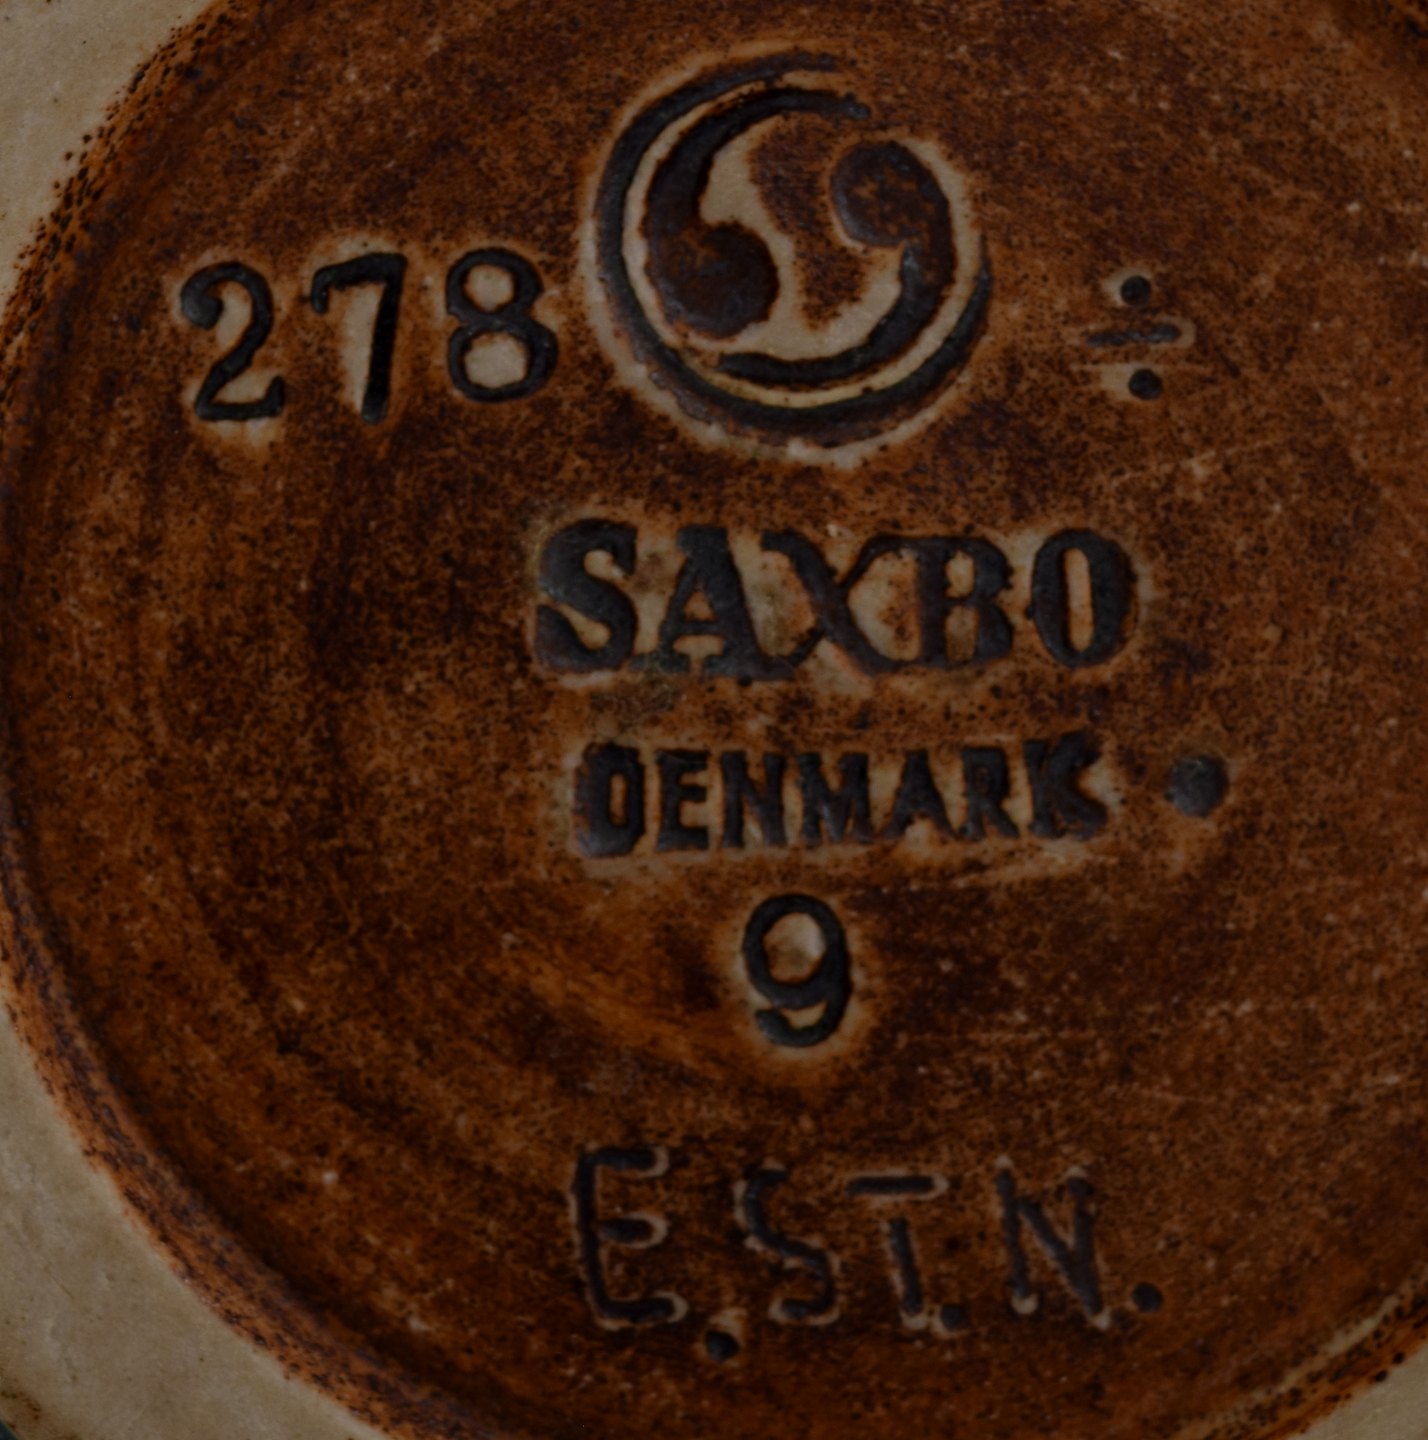 278 ÷
SAXBO
DENMARK
9
E.ST.N.